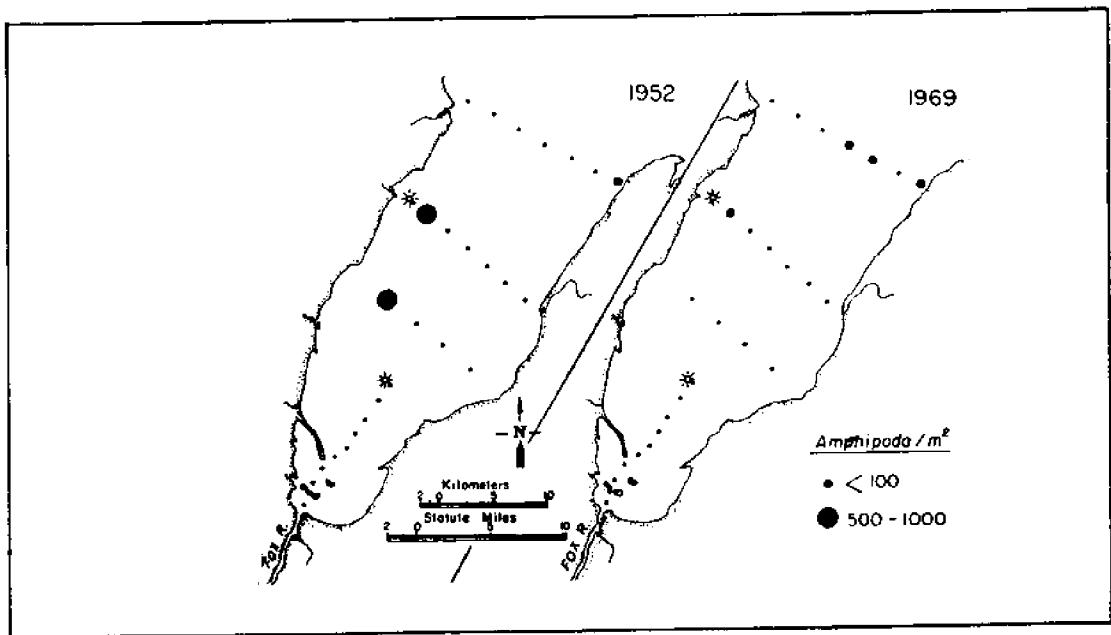 1952
1969
N
Kilometers
2 0 5 10
Statute Miles
2 0 5 10
Fox R.
Fox R.
Amphipoda / m²
< 100
500 - 1000